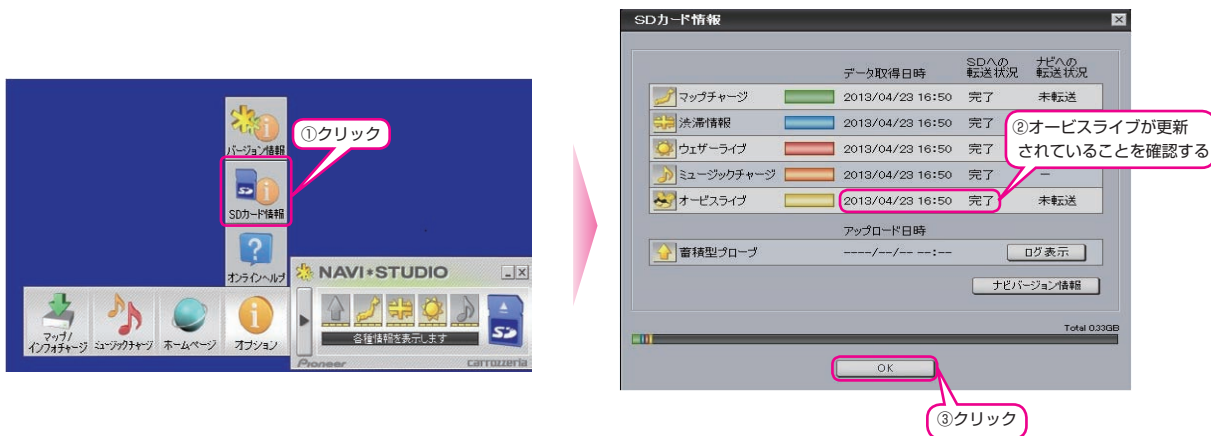 ①クリック
バージョン情報
SDカード情報
オンラインヘルプ
マップ/
インフォチャージ
ミュージックチャージ
ホームページ
オプション
NAVI*STUDIO
各種情報を表示します
Pioneer
carrozzeria
SDカード情報
データ取得日時
SDへの
転送状況
ナビへの
転送状況
マップチャージ 2013/04/23 16:50 完了 未転送
渋滞情報 2013/04/23 16:50 完了
ウェザーライブ 2013/04/23 16:50 完了
ミュージックチャージ 2013/04/23 16:50 完了 −
オービスライブ 2013/04/23 16:50 完了 未転送
②オービスライブが更新
されていることを確認する
アップロード日時
蓄積型プローブ ----/--/-- --:-- ログ表示
ナビバージョン情報
Total 0.33GB
OK
③クリック